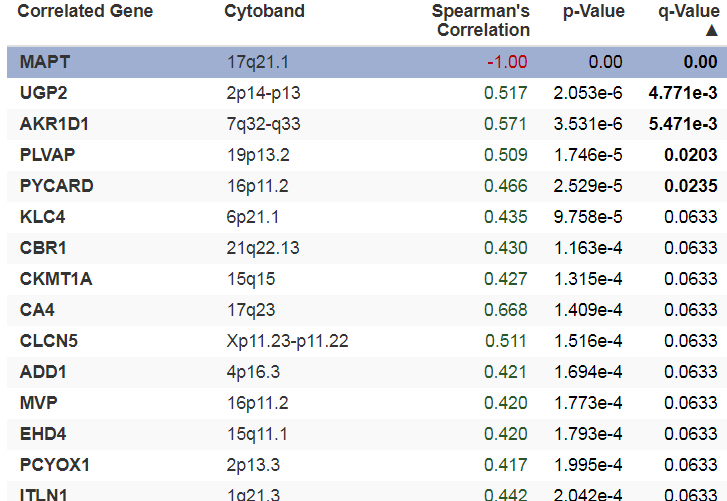 Correlated Gene Cytoband Spearman's Correlation p-Value q-Value ▲
MAPT 17q21.1 -1.00 0.00 0.00
UGP2 2p14-p13 0.517 2.053e-6 4.771e-3
AKR1D1 7q32-q33 0.571 3.531e-6 5.471e-3
PLVAP 19p13.2 0.509 1.746e-5 0.0203
PYCARD 16p11.2 0.466 2.529e-5 0.0235
KLC4 6p21.1 0.435 9.758e-5 0.0633
CBR1 21q22.13 0.430 1.163e-4 0.0633
CKMT1A 15q15 0.427 1.315e-4 0.0633
CA4 17q23 0.668 1.409e-4 0.0633
CLCN5 Xp11.23-p11.22 0.511 1.516e-4 0.0633
ADD1 4p16.3 0.421 1.694e-4 0.0633
MVP 16p11.2 0.420 1.773e-4 0.0633
EHD4 15q11.1 0.420 1.793e-4 0.0633
PCYOX1 2p13.3 0.417 1.995e-4 0.0633
ITLN1 1q21.3 0.442 2.042e-4 0.0633